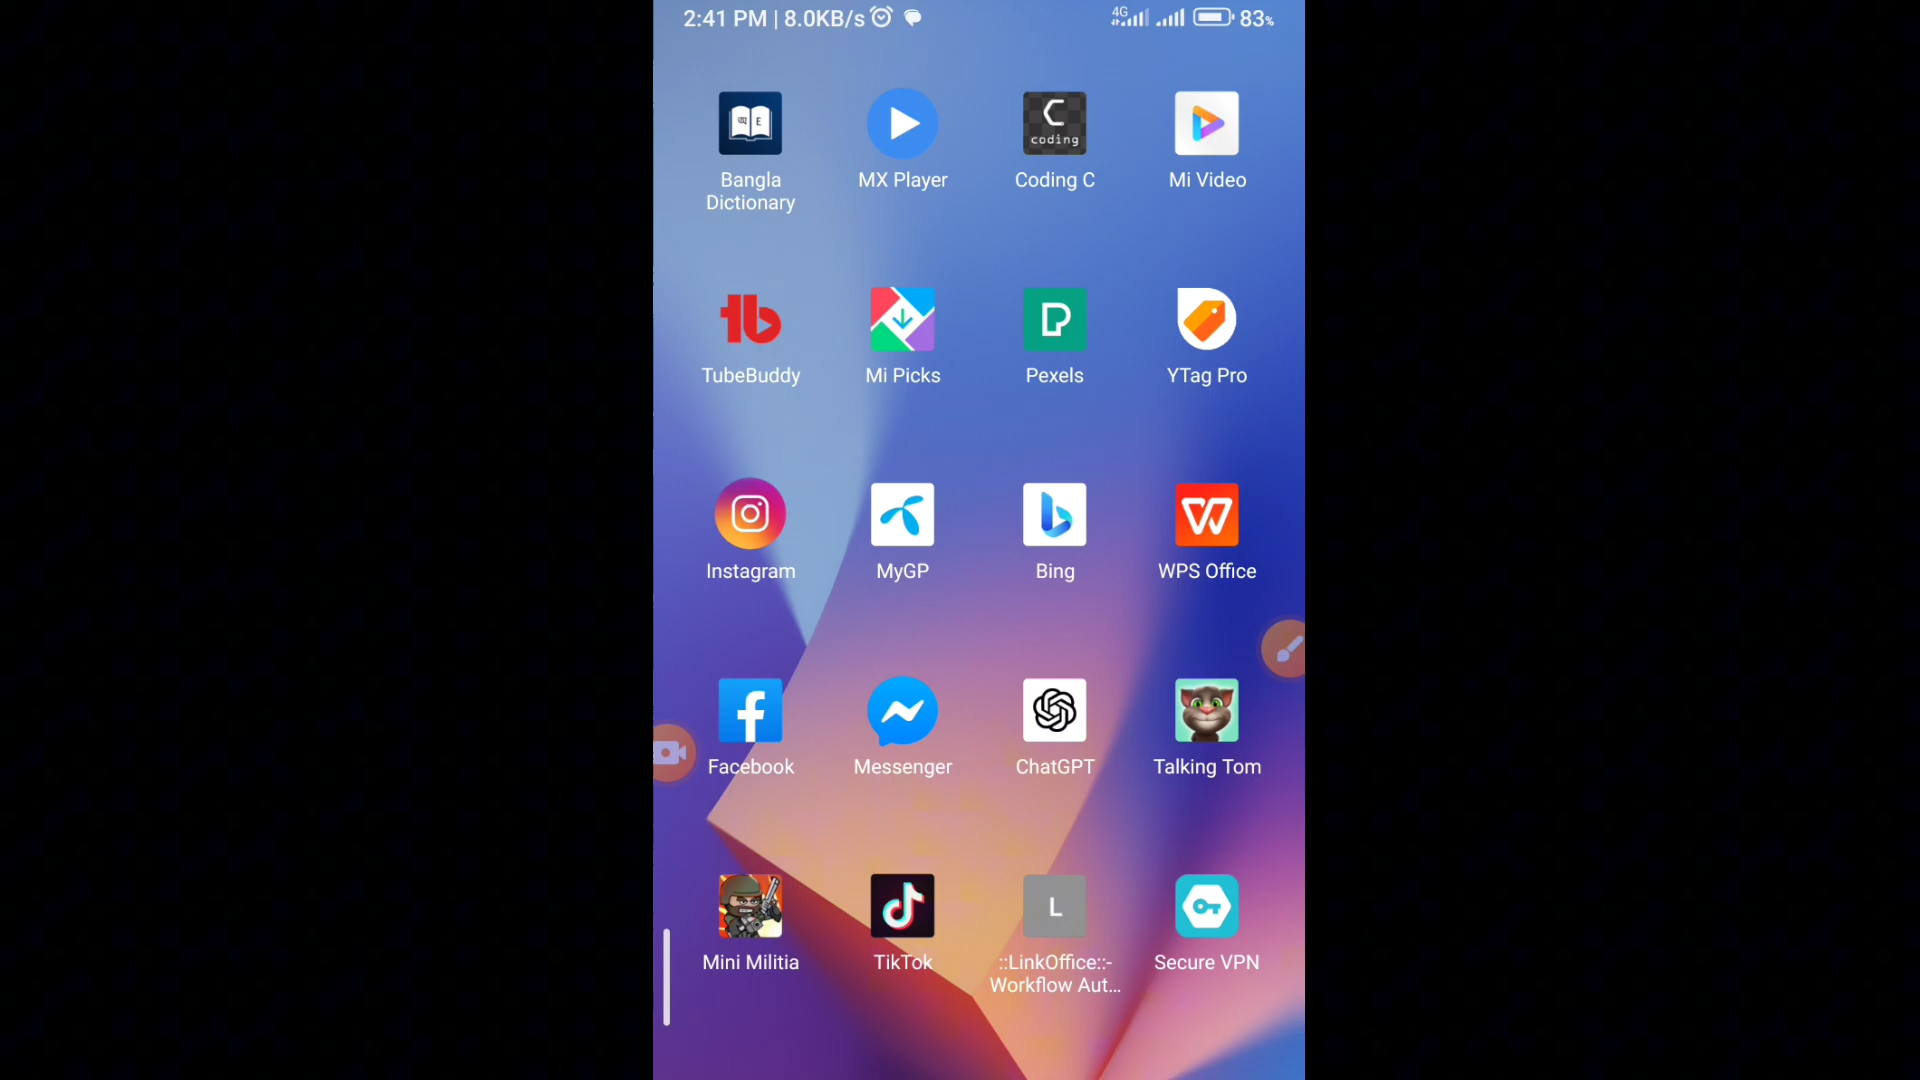 2:41 PM | 8.0KB/s
4G
83%
অ E
C
coding
Bangla
Dictionary
MX Player
Coding C
Mi Video
TubeBuddy
Mi Picks
Pexels
YTag Pro
Instagram
MyGP
Bing
WPS Office
Facebook
Messenger
ChatGPT
Talking Tom
L
Mini Militia
TikTok
::LinkOffice::-
Workflow Aut...
Secure VPN